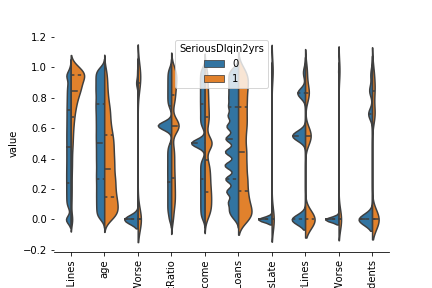 SeriousDlqin2yrs
0
1
1.2
1.0
0.8
0.6
0.4
0.2
0.0
−0.2
value
Lines
age
Worse
Ratio
come
Loans
sLate
Lines
Worse
dents